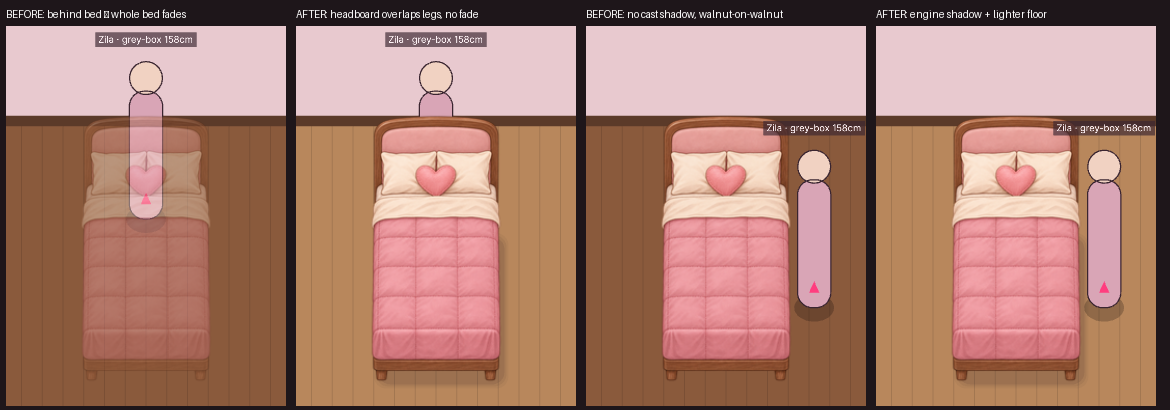 BEFORE: behind bed ▯ whole bed fades
AFTER: headboard overlaps legs, no fade
BEFORE: no cast shadow, walnut-on-walnut
AFTER: engine shadow + lighter floor
Zila - grey-box 158cm
Zila - grey-box 158cm
Zila - grey-box 158cm
Zila - grey-box 158cm